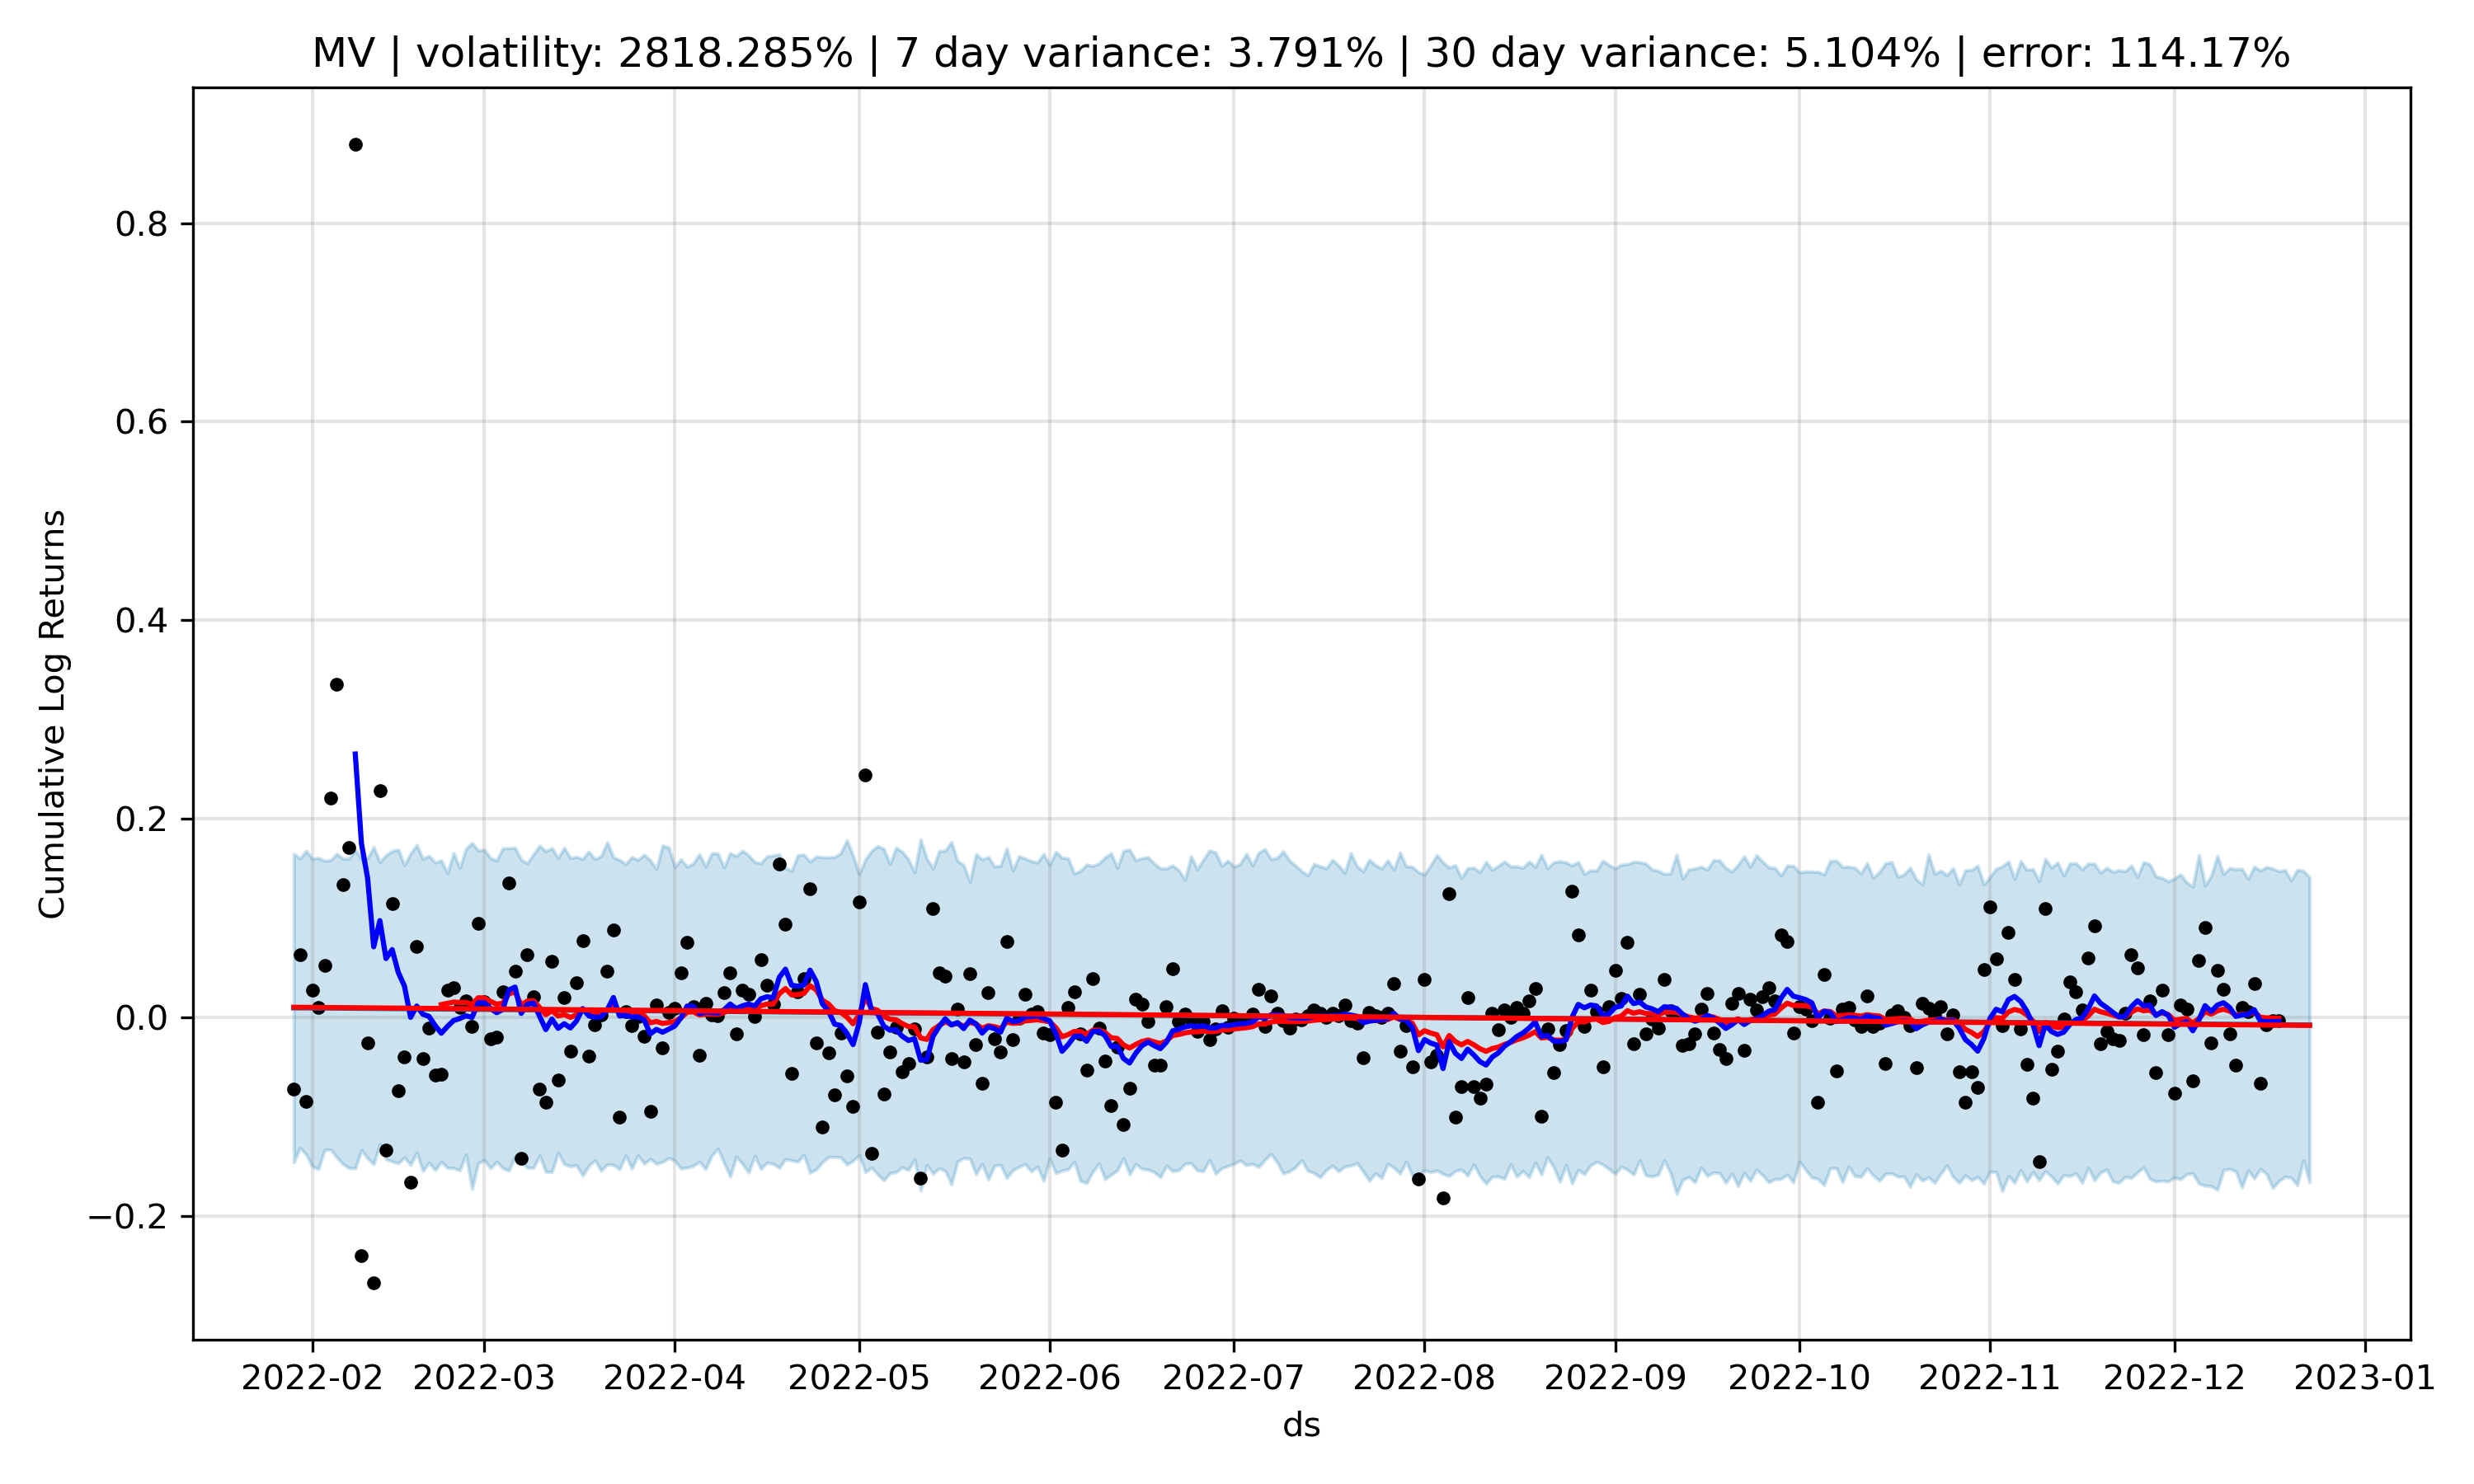 MV | volatility: 2818.285% | 7 day variance: 3.791% | 30 day variance: 5.104% | error: 114.17%
Cumulative Log Returns
0.8
0.6
0.4
0.2
0.0
−0.2
2022-02 2022-03 2022-04 2022-05 2022-06 2022-07 2022-08 2022-09 2022-10 2022-11 2022-12 2023-01
ds